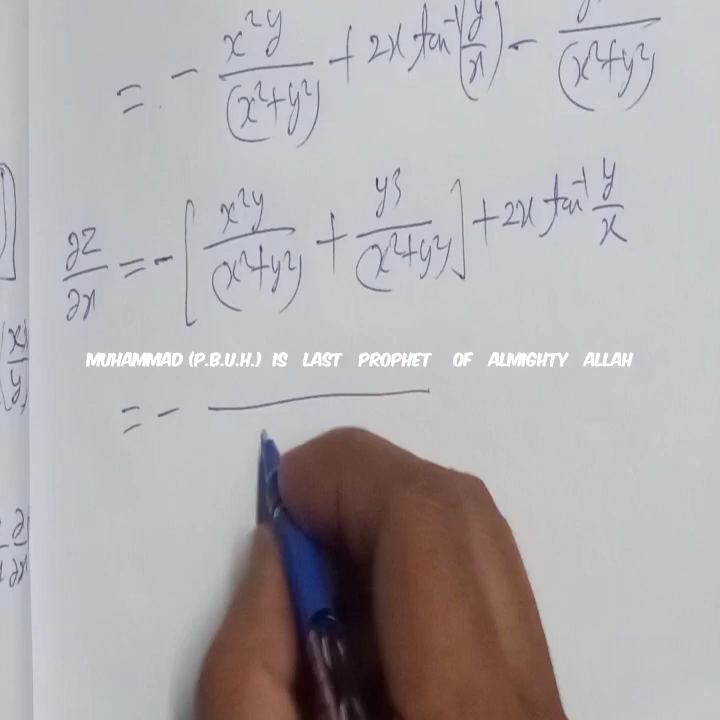 = - x²y/(x²+y²) + 2x tan⁻¹(y/x) - y/(x²+y²)
∂z/∂x = -[x²y/(x²+y²) + y3/(x²+y²)] + 2x tan⁻¹ y/x
MUHAMMAD (P.B.U.H.) IS LAST PROPHET OF ALMIGHTY ALLAH
(x/y)
= -
∂/∂x